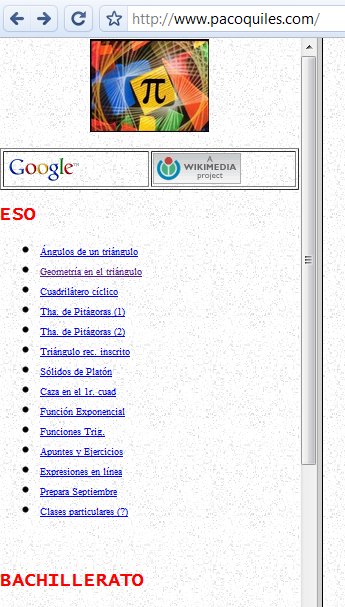 http://www.pacoquiles.com/
π
Google™
A
WIKIMEDIA
project
ESO
Ángulos de un triángulo
Geometría en el triángulo
Cuadrilátero cíclico
Tha. de Pitágoras (1)
Tha. de Pitágoras (2)
Triángulo rec. inscrito
Sólidos de Platón
Caza en el 1r. cuad
Función Exponencial
Funciones Trig.
Apuntes y Ejercicios
Expresiones en línea
Prepara Septiembre
Clases particulares (?)
BACHILLERATO